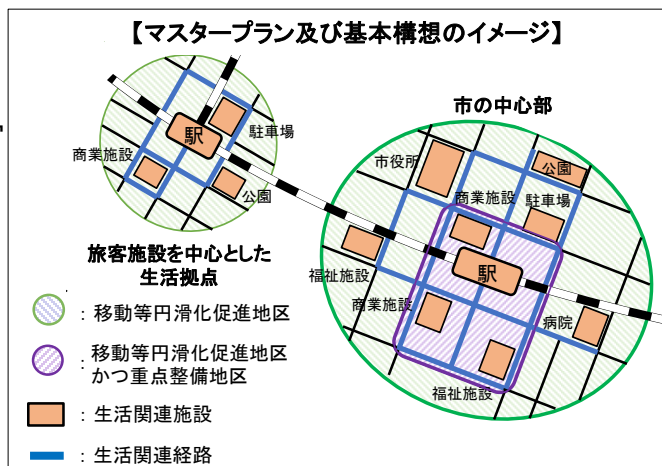 【マスタープラン及び基本構想のイメージ】
駅
駐車場
商業施設
公園
旅客施設を中心とした
生活拠点
市の中心部
市役所
公園
商業施設
駐車場
福祉施設
駅
商業施設
病院
福祉施設
：移動等円滑化促進地区
：移動等円滑化促進地区
かつ重点整備地区
：生活関連施設
：生活関連経路